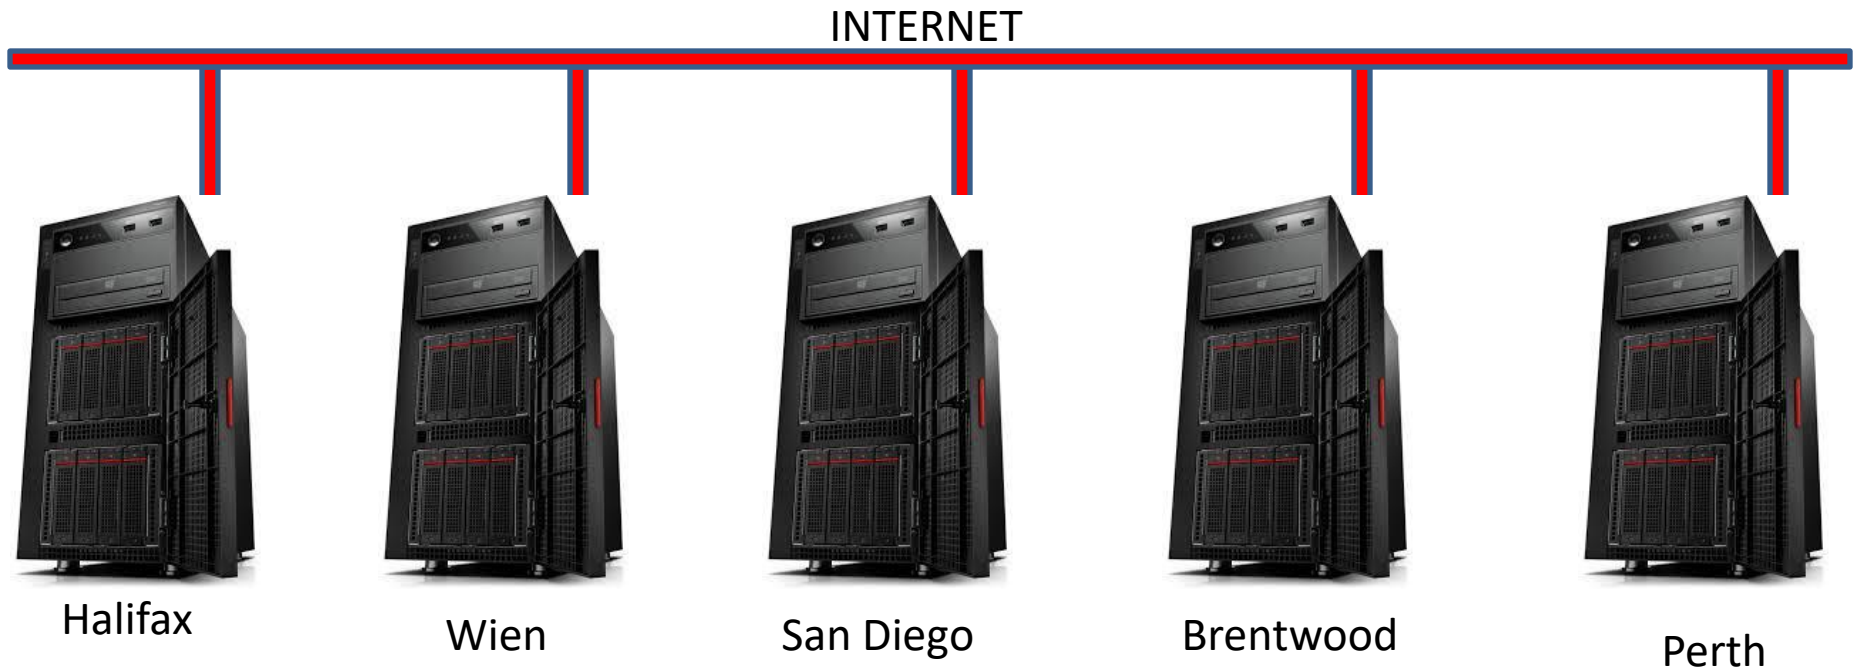 INTERNET
Halifax
Wien
San Diego
Brentwood
Perth